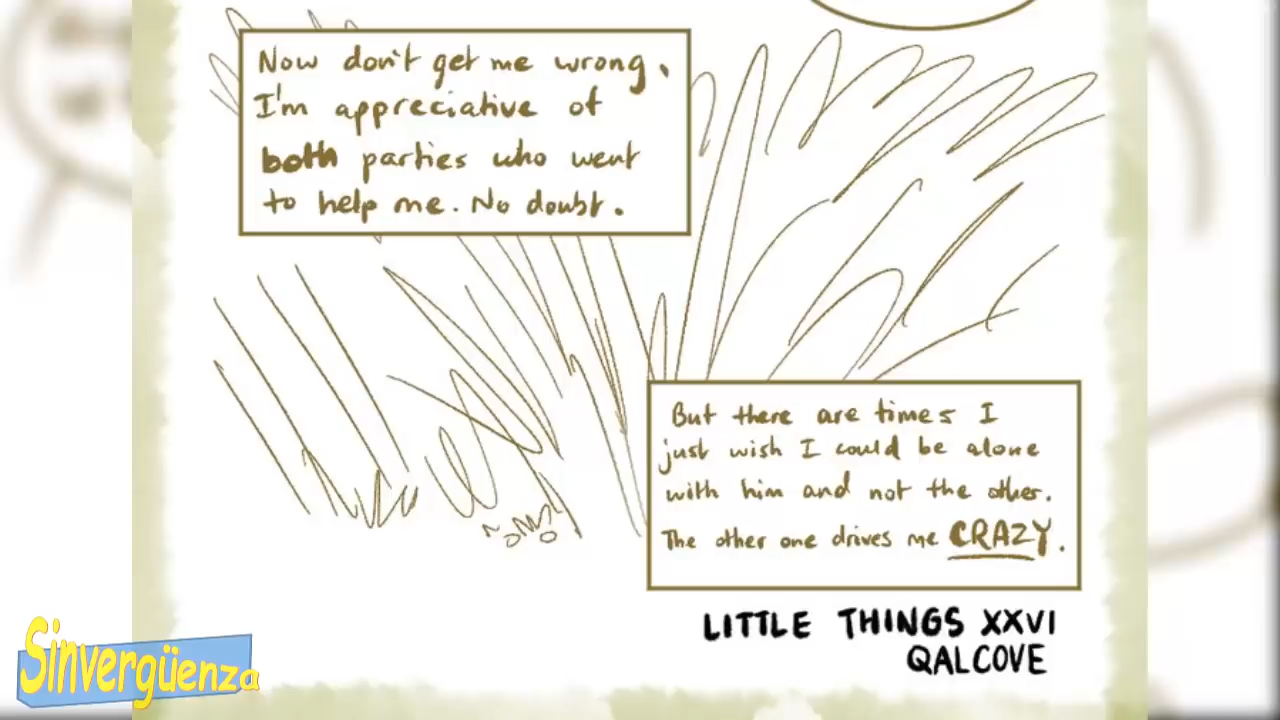 Now don't get me wrong.
I'm appreciative of
both parties who went
to help me. No doubt.
But there are times I
just wish I could be alone
with him and not the other.
The other one drives me CRAZY.
LITTLE THINGS XXVI
QALCOVE
Sinvergüenza